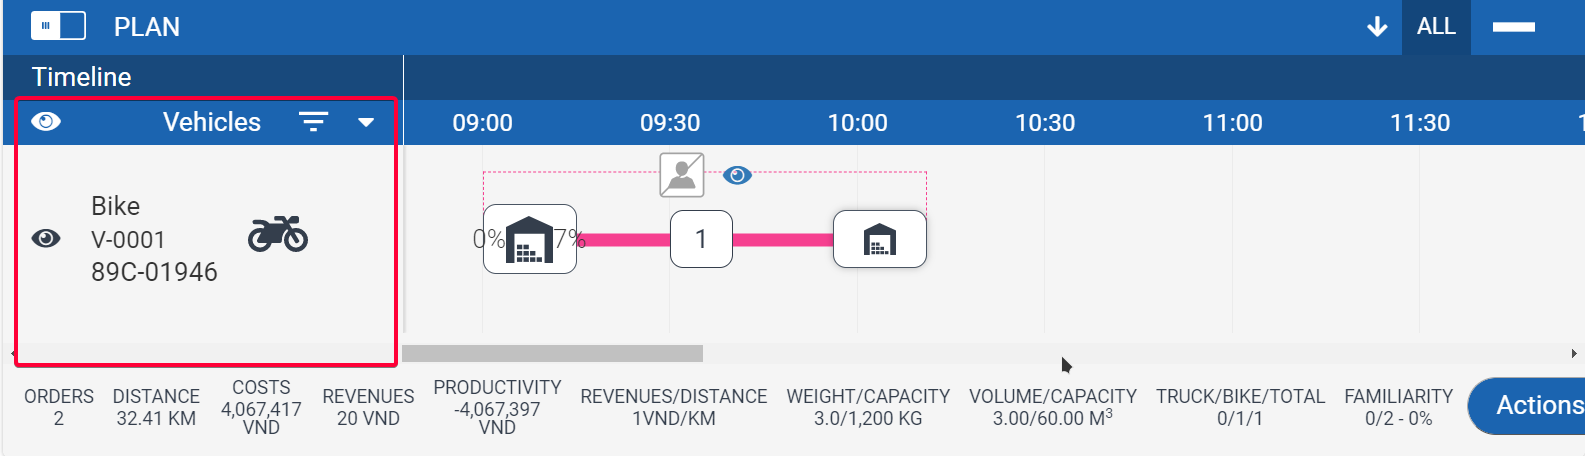 PLAN
ALL
Timeline
Vehicles
09:00
09:30
10:00
10:30
11:00
11:30
Bike
V-0001
89C-01946
0%
7%
1
ORDERS
2
DISTANCE
32.41 KM
COSTS
4,067,417
VND
REVENUES
20 VND
PRODUCTIVITY
-4,067,397
VND
REVENUES/DISTANCE
1VND/KM
WEIGHT/CAPACITY
3.0/1,200 KG
VOLUME/CAPACITY
3.00/60.00 M³
TRUCK/BIKE/TOTAL
0/1/1
FAMILIARITY
0/2 - 0%
Actions